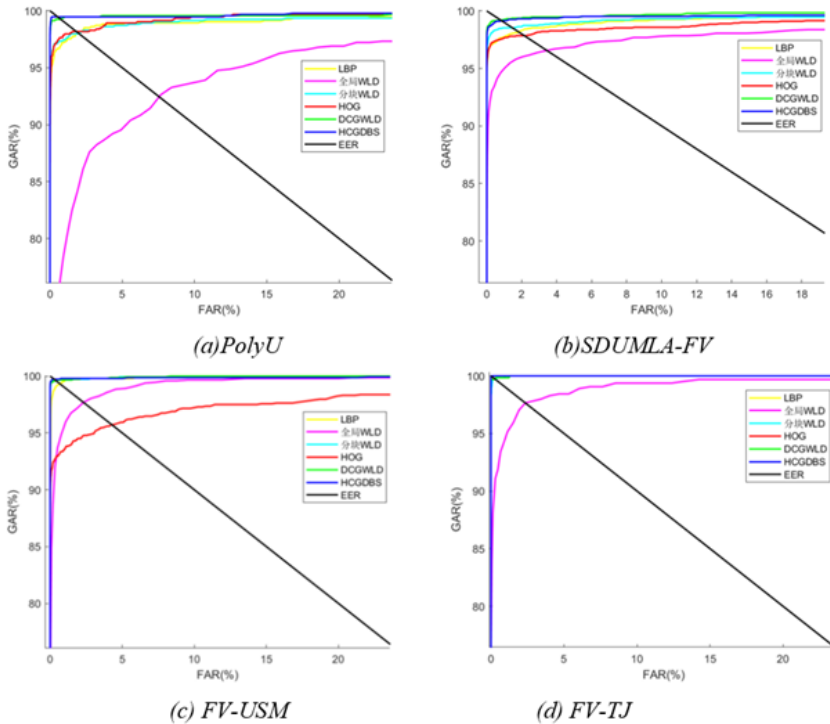 100
95
90
85
80
GAR(%)
0
5
10
15
20
FAR(%)
LBP
全局WLD
分块WLD
HOG
DCGWLD
HCGDBS
EER
(a)PolyU
100
95
90
85
80
GAR(%)
0
2
4
6
8
10
12
14
16
18
FAR(%)
LBP
全局WLD
分块WLD
HOG
DCGWLD
HCGDBS
EER
(b)SDUMLA-FV
100
95
90
85
80
GAR(%)
0
5
10
15
20
FAR(%)
LBP
全局WLD
分块WLD
HOG
DCGWLD
HCGDBS
EER
(c) FV-USM
100
95
90
85
80
GAR(%)
0
5
10
15
20
FAR(%)
LBP
全局WLD
分块WLD
HOG
DCGWLD
HCGDBS
EER
(d) FV-TJ